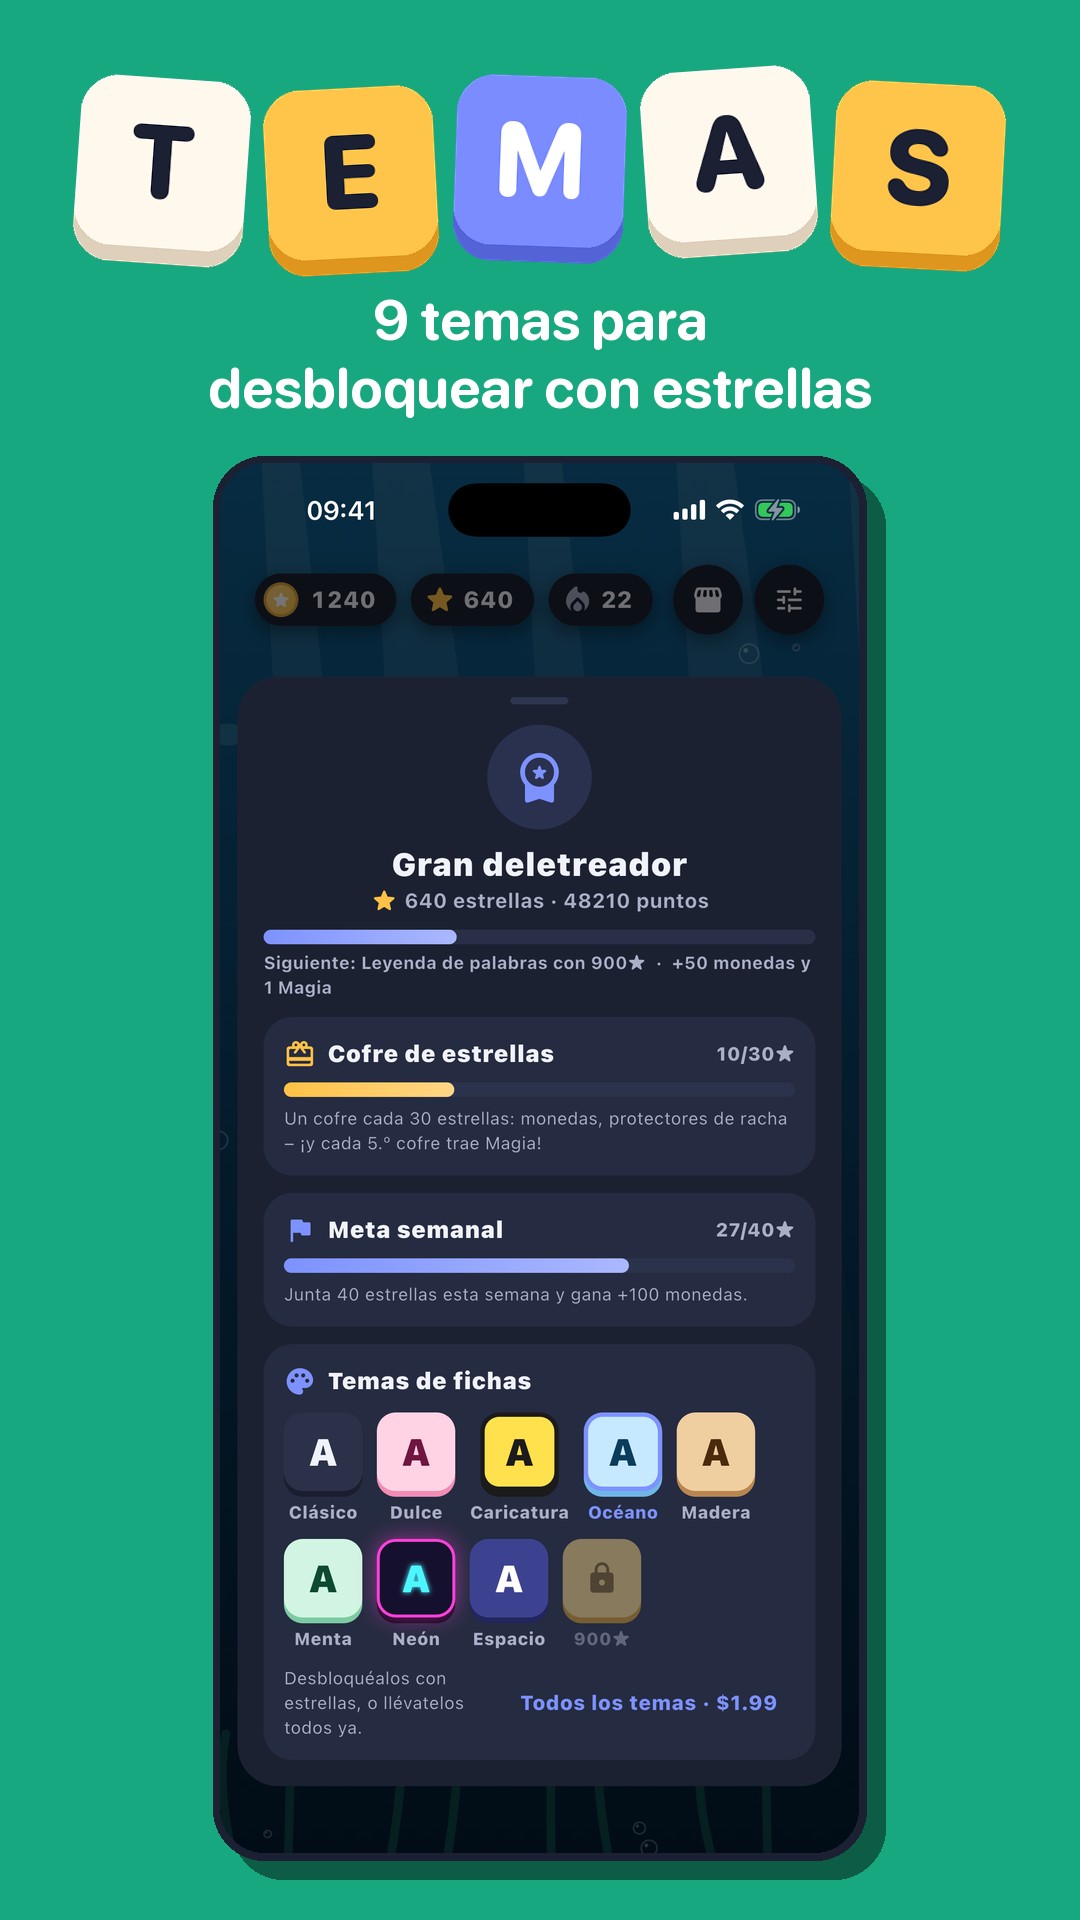 TEMAS
9 temas para
desbloquear con estrellas
09:41
1240 640 22
Gran deletreador
640 estrellas · 48210 puntos
Siguiente: Leyenda de palabras con 900★ · +50 monedas y
1 Magia
Cofre de estrellas 10/30★
Un cofre cada 30 estrellas: monedas, protectores de racha
– ¡y cada 5.º cofre trae Magia!
Meta semanal 27/40★
Junta 40 estrellas esta semana y gana +100 monedas.
Temas de fichas
A A A A A
Clásico Dulce Caricatura Océano Madera
A A A
Menta Neón Espacio 900★
Desbloquéalos con
estrellas, o llévatelos
todos ya.
Todos los temas · $1.99